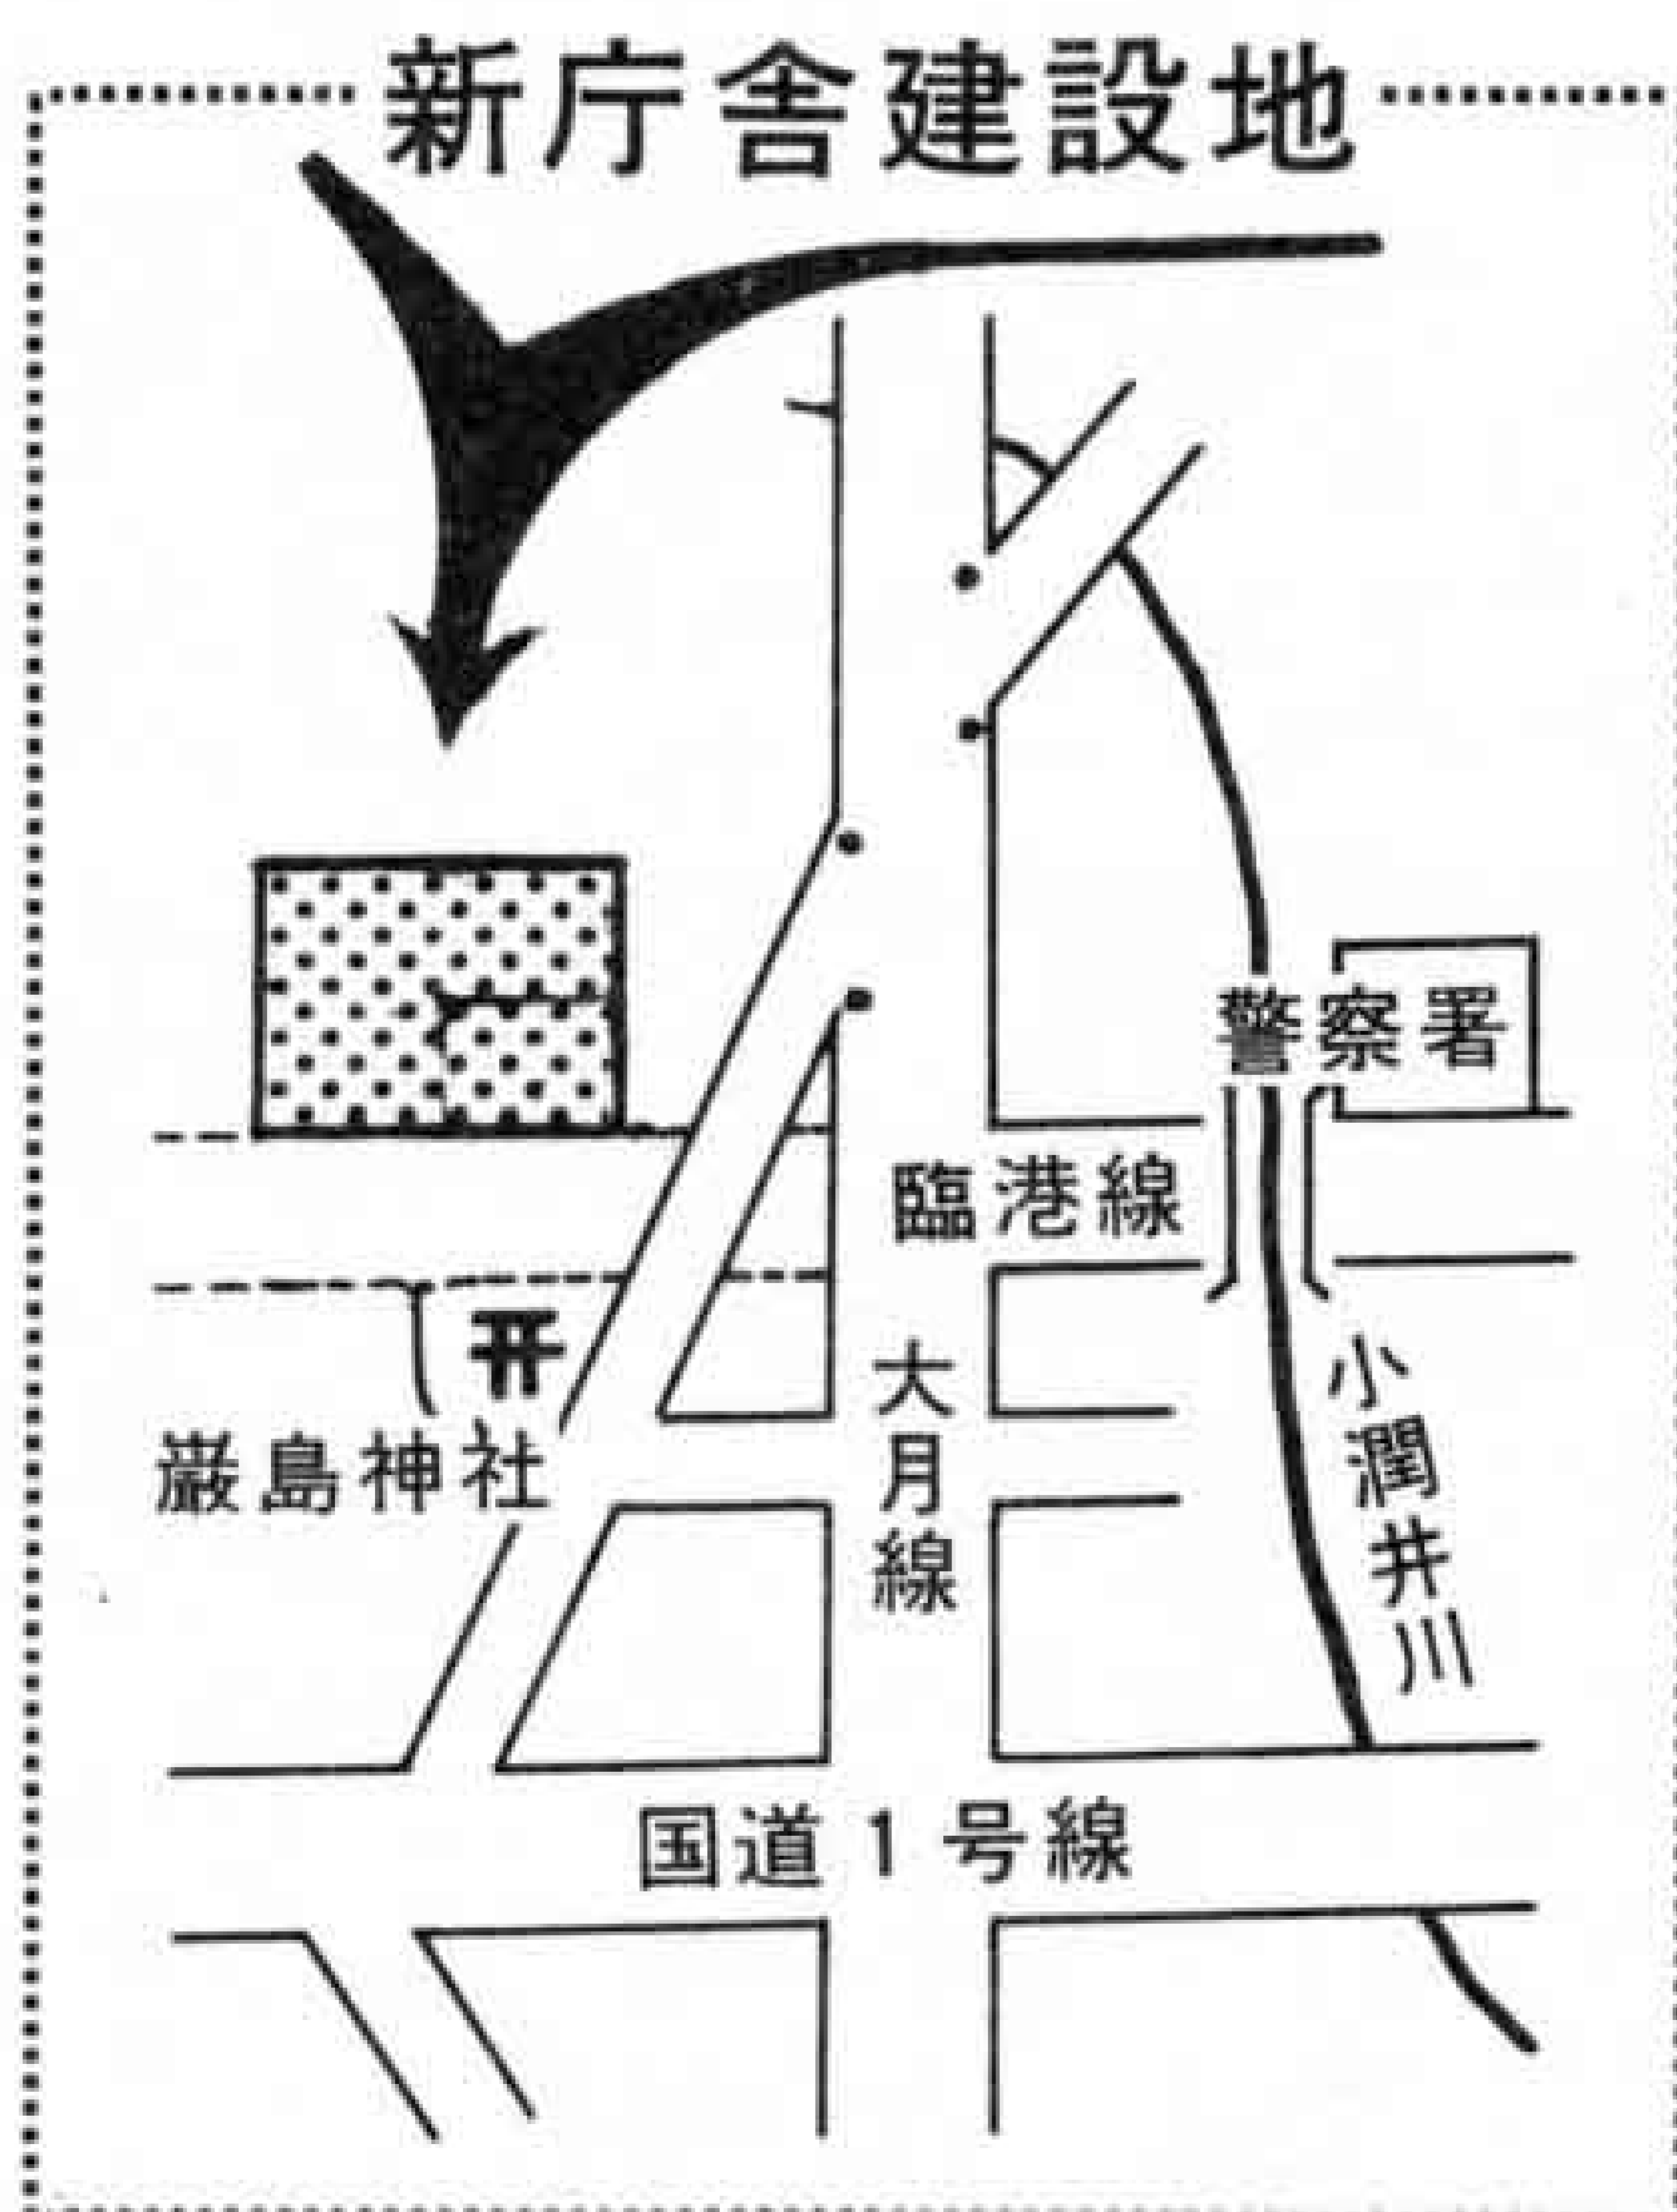 新庁舎建設地
警察署
臨港線
大月線
小潤井川
巌島神社
国道1号線